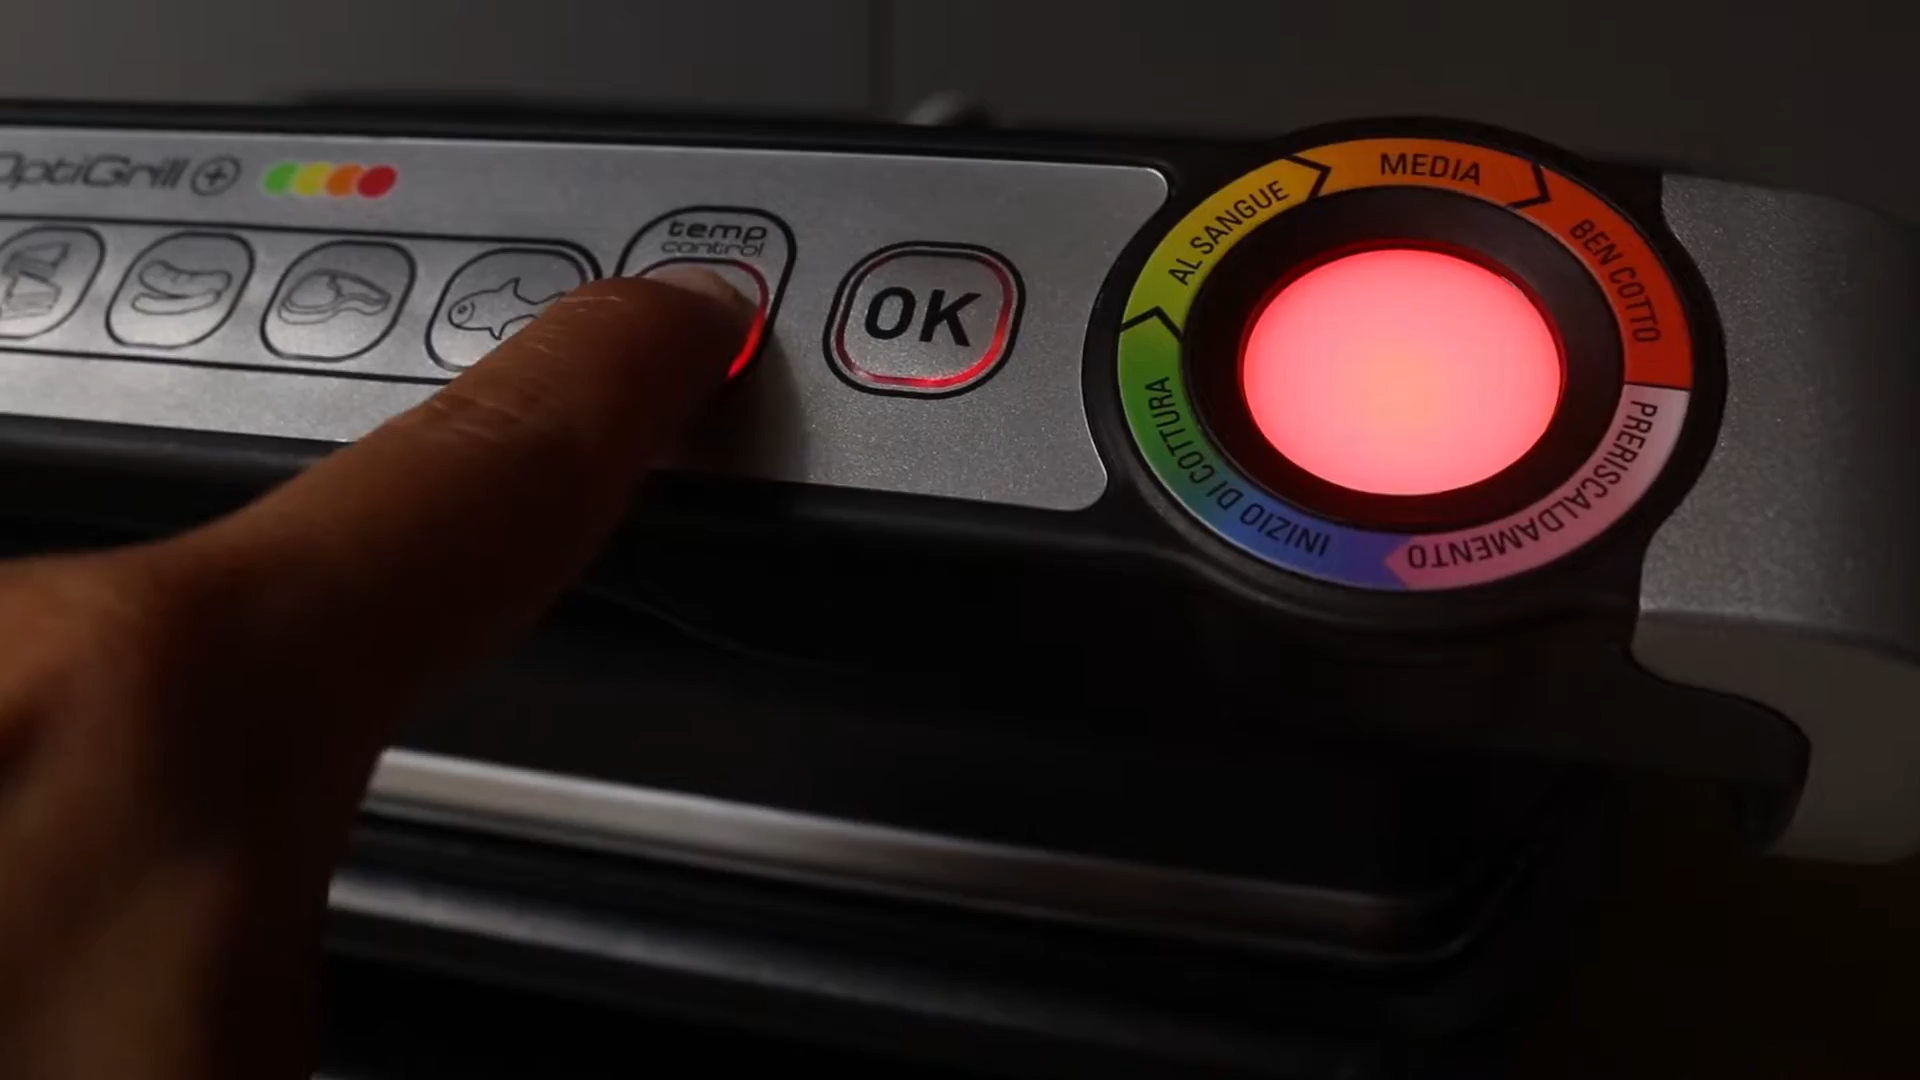 OptiGrill +
temp
control
OK
AL SANGUE
MEDIA
BEN COTTO
PRERISCALDAMENTO
INIZIO DI COTTURA